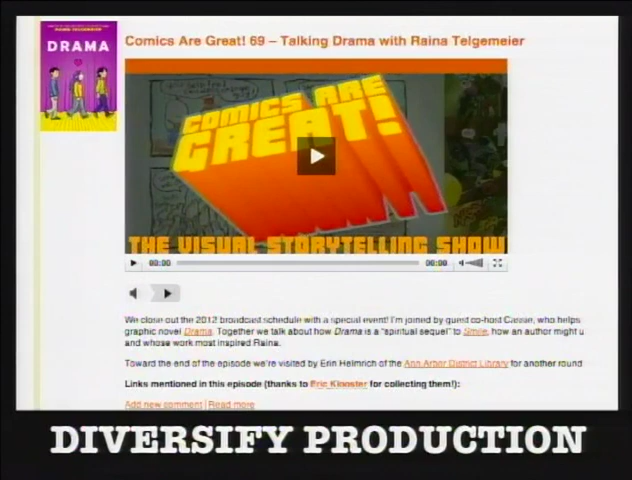 RAINA TELGEMEIER
DRAMA
Comics Are Great! 69 – Talking Drama with Raina Telgemeier
COMICS ARE
GREAT!
THE VISUAL STORYTELLING SHOW
00:00 00:00
We close out the 2012 broadcast schedule with a special event! I'm joined by guest co-host Cassie, who helps
graphic novel Drama. Together we talk about how Drama is a "spiritual sequel" to Smile, how an author might u
and whose work most inspired Raina.
Toward the end of the episode we're visited by Erin Helmrich of the Ann Arbor District Library for another round
Links mentioned in this episode (thanks to Eric Klooster for collecting them!):
Add new comment | Read more
DIVERSIFY PRODUCTION